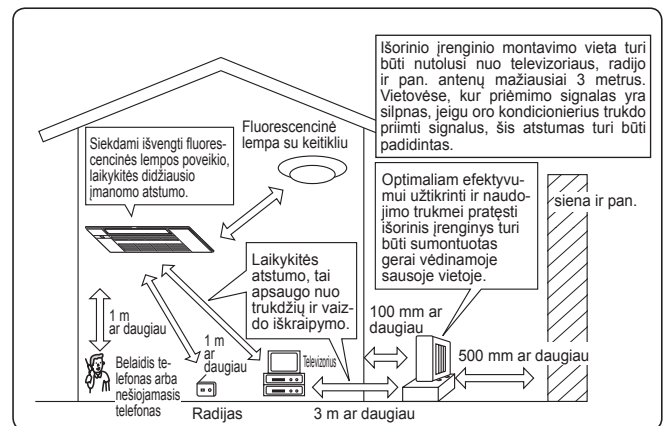 Išorinio įrenginio montavimo vieta turi
būti nutolusi nuo televizoriaus, radijo
ir pan. antenų mažiausiai 3 metrus.
Vietovėse, kur priėmimo signalas yra
silpnas, jeigu oro kondicionierius trukdo
priimti signalus, šis atstumas turi būti
padidintas.
Siekdami išvengti fluores-
cencinės lempos poveikio,
laikykitės didžiausio
įmanomo atstumo.
Fluorescencinė
lempa su keitikliu
Optimaliam efektyvu-
mui užtikrinti ir naudo-
jimo trukmei pratęsti
išorinis įrenginys turi
būti sumontuotas
gerai vėdinamoje
sausoje vietoje.
siena ir pan.
Laikykitės
atstumo, tai
apsaugo nuo
trukdžių ir vaiz-
do iškraipymo.
1 m
ar daugiau
1 m
ar
daugiau
100 mm ar
daugiau
500 mm ar daugiau
Televizorius
Belaidis te-
lefonas arba
nešiojamasis
telefonas
Radijas
3 m ar daugiau